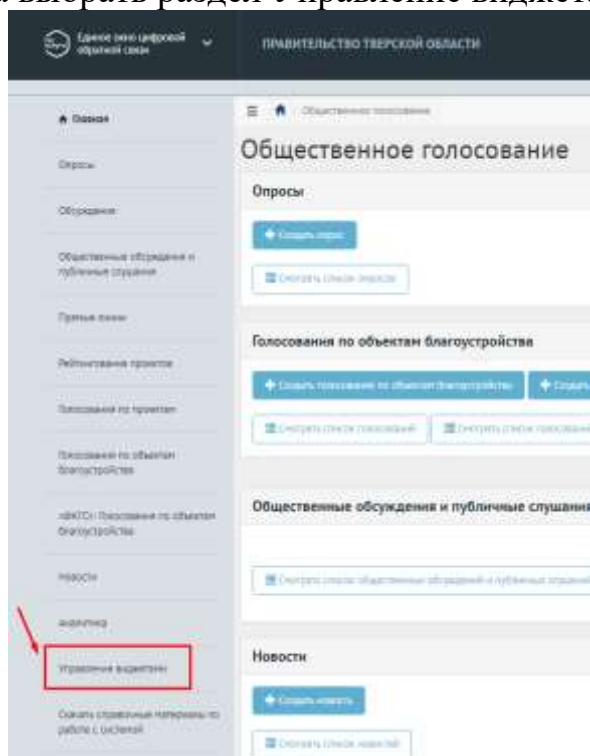 выбрать раздел Управление виджет
Единое окно цифровой
обратной связи
ПРАВИТЕЛЬСТВО ТВЕРСКОЙ ОБЛАСТИ
Главная
Общественное голосование
Общественное голосование
Опросы
Обсуждения
Общественные обсуждения и
публичные слушания
Прямые линии
Рейтингование проектов
Голосования по проектам
Голосования по объектам
благоустройства
Голосования по объектам
благоустройства
Новости
Аналитика
Управление виджетами
Скачать справочные материалы по
работе с системой
Опросы
Создать опрос
Смотреть список опросов
Голосования по объектам благоустройства
Создать голосование по объектам благоустройства
Создать
Смотреть список голосований
Смотреть список голосований
Общественные обсуждения и публичные слушания
Смотреть список общественных обсуждений и публичных слушаний
Новости
Создать новость
Смотреть список новостей